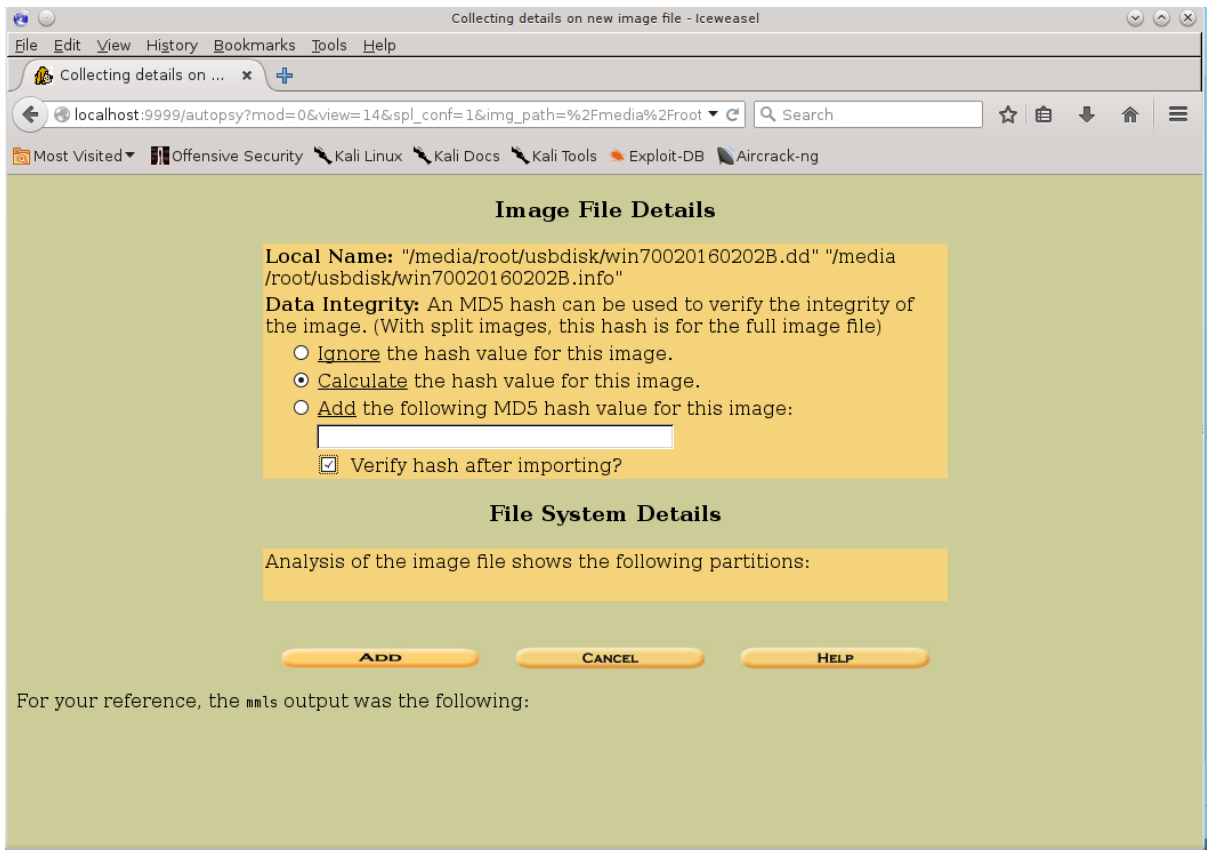 Collecting details on new image file - Iceweasel
File Edit View History Bookmarks Tools Help
Collecting details on ...
localhost:9999/autopsy?mod=0&view=14&spl_conf=1&img_path=%2Fmedia%2Froot
Search
Most Visited Offensive Security Kali Linux Kali Docs Kali Tools Exploit-DB Aircrack-ng
Image File Details
Local Name: "/media/root/usbdisk/win70020160202B.dd" "/media
/root/usbdisk/win70020160202B.info"
Data Integrity: An MD5 hash can be used to verify the integrity of
the image. (With split images, this hash is for the full image file)
Ignore the hash value for this image.
Calculate the hash value for this image.
Add the following MD5 hash value for this image:
Verify hash after importing?
File System Details
Analysis of the image file shows the following partitions:
ADD CANCEL HELP
For your reference, the mmls output was the following: